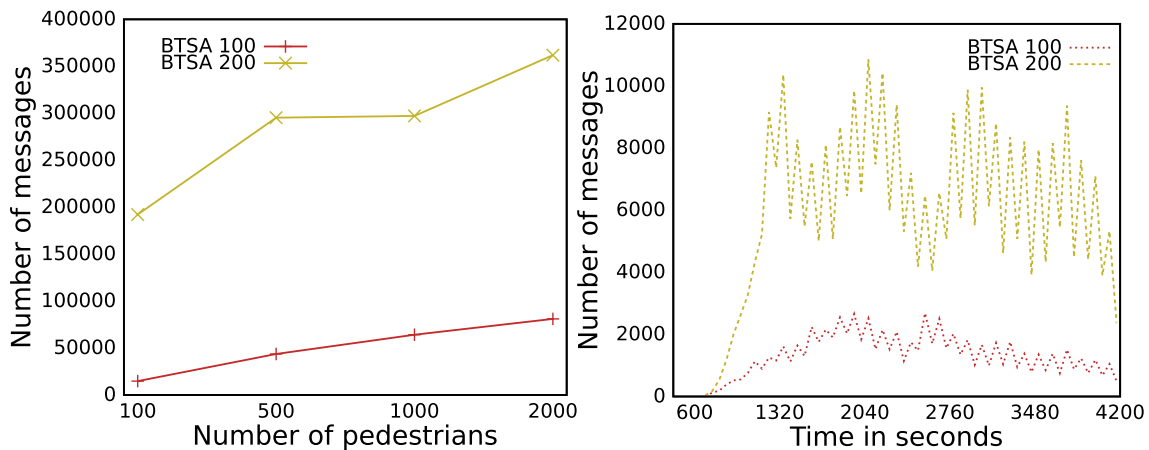 400000
350000
300000
250000
200000
150000
100000
50000
0
Number of messages
BTSA 100
BTSA 200
100 500 1000 2000
Number of pedestrians
12000
10000
8000
6000
4000
2000
0
Number of messages
BTSA 100
BTSA 200
600 1320 2040 2760 3480 4200
Time in seconds